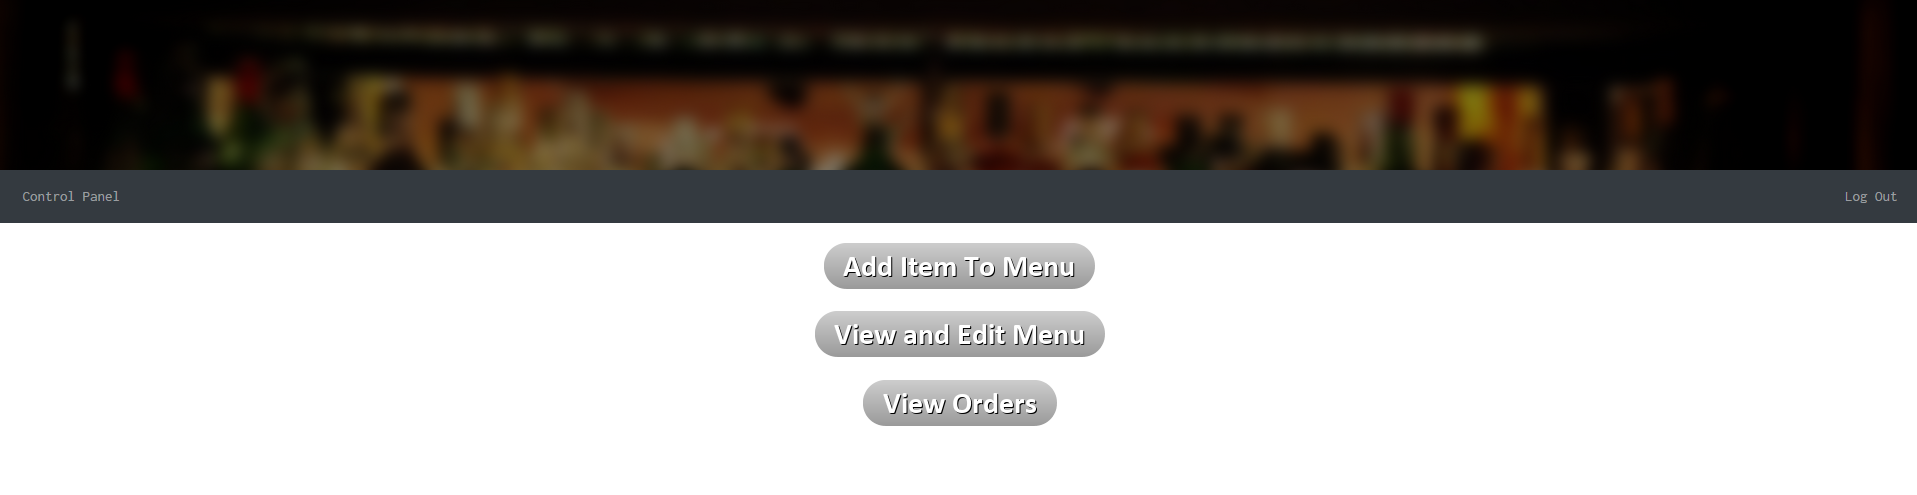 Control Panel
Log Out
Add Item To Menu
View and Edit Menu
View Orders